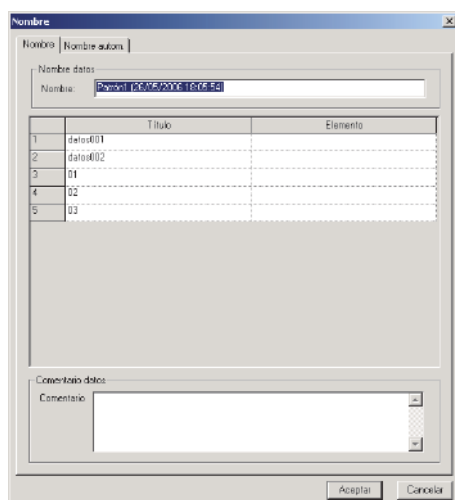 Nombre
Nombre Nombre autom.
Nombre datos
Nombre: Patrón1 (26/05/2006 18:05:54)
Título Elemento
1 datos001
2 datos002
3 01
4 02
5 03
Comentario datos
Comentario
Aceptar Cancelar